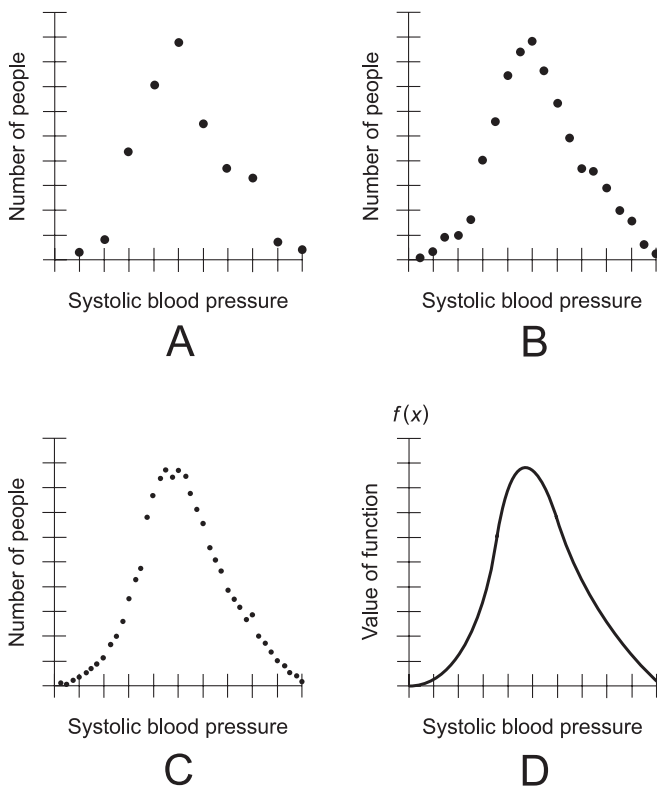 Number of people
Systolic blood pressure
A
Number of people
Systolic blood pressure
B
Number of people
Systolic blood pressure
C
f(x)
Value of function
Systolic blood pressure
D